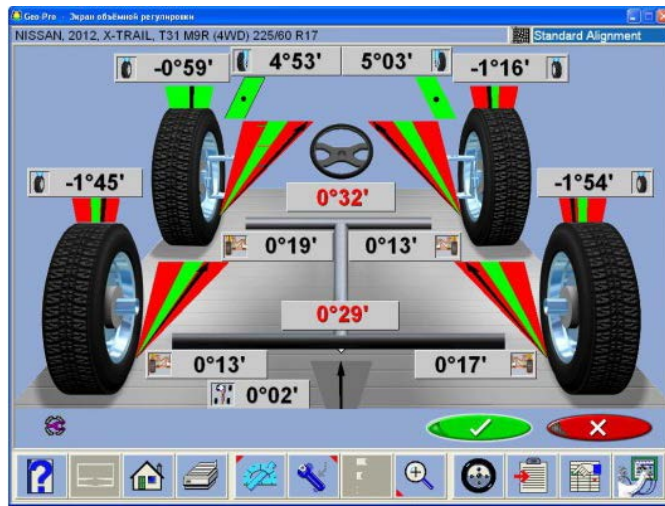 Geo Pro - Экран объёмной регулировки
NISSAN, 2012, X-TRAIL, T31 M9R (4WD) 225/60 R17
Standard Alignment
-0°59' 4°53' 5°03' -1°16'
-1°45' -1°54'
0°32'
0°19' 0°13'
0°29'
0°13' 0°17'
0°02'
?